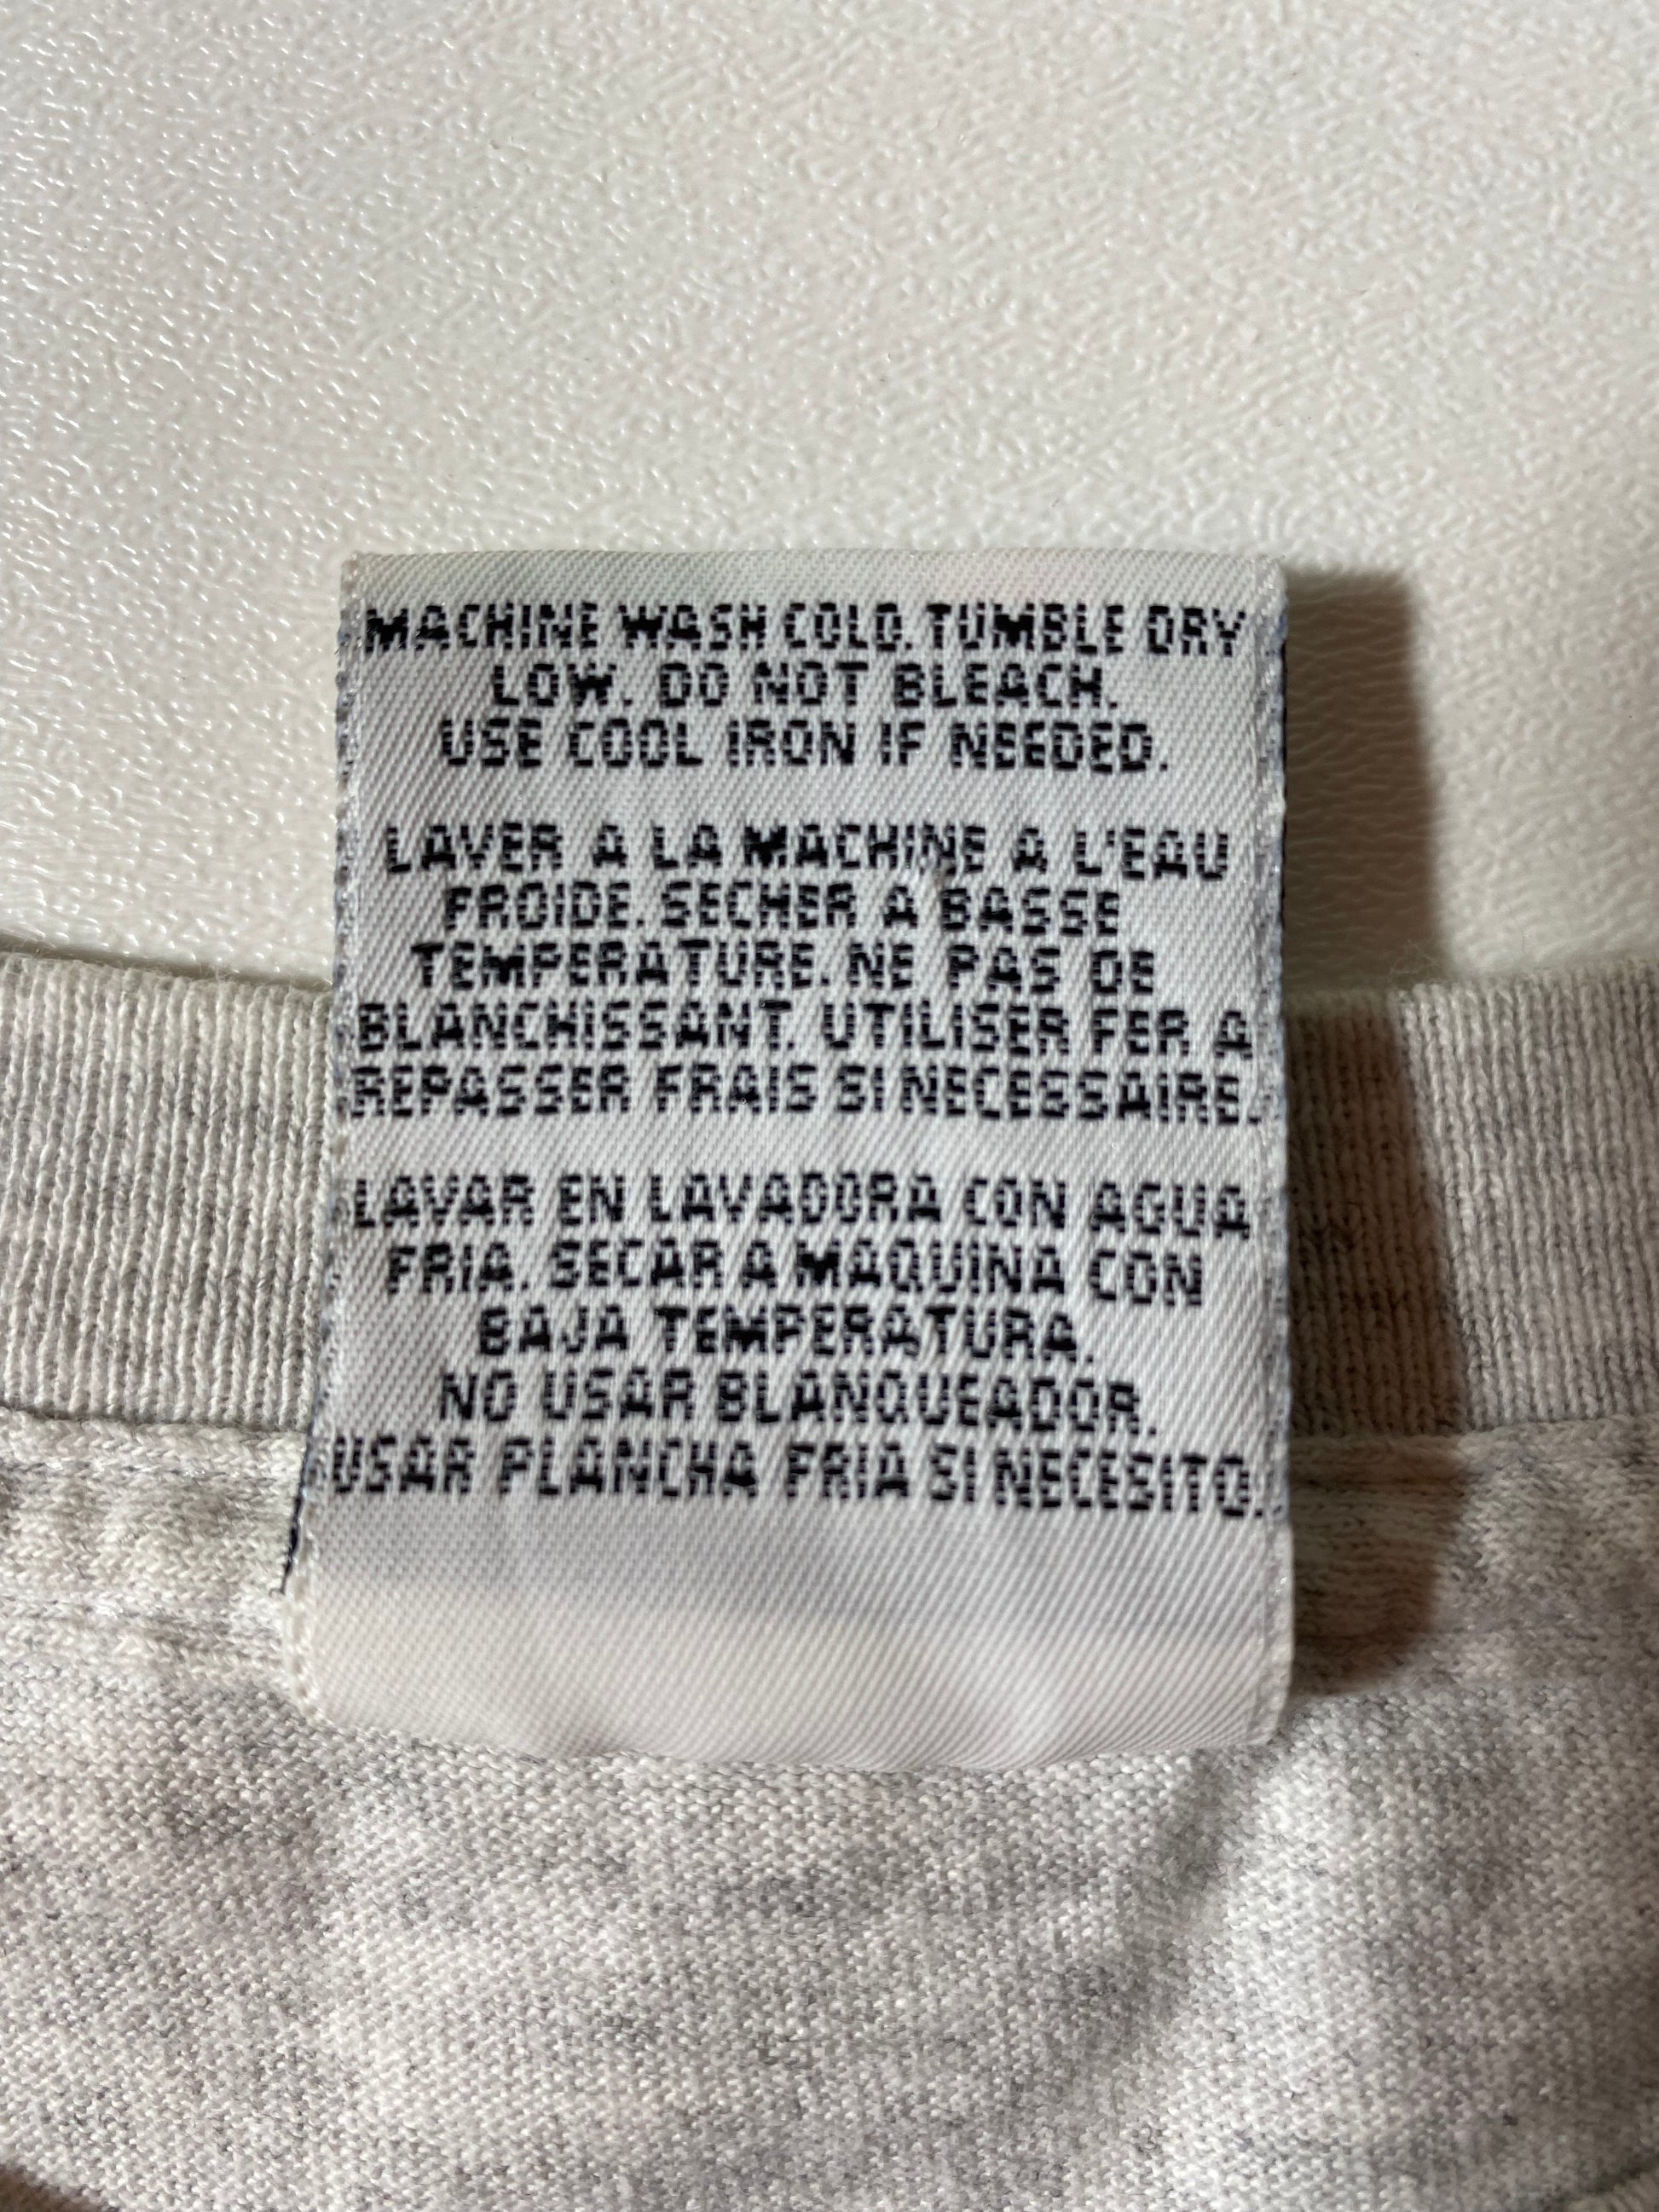 MACHINE WASH COLD. TUMBLE DRY
LOW. DO NOT BLEACH.
USE COOL IRON IF NEEDED.
LAVER A LA MACHINE A L'EAU
FROIDE. SECHER A BASSE
TEMPERATURE. NE PAS DE
BLANCHISSANT. UTILISER FER A
REPASSER FRAIS SI NECESSAIRE.
LAVAR EN LAVADORA CON AGUA
FRIA. SECAR A MAQUINA CON
BAJA TEMPERATURA.
NO USAR BLANQUEADOR.
USAR PLANCHA FRIA SI NECESITO.